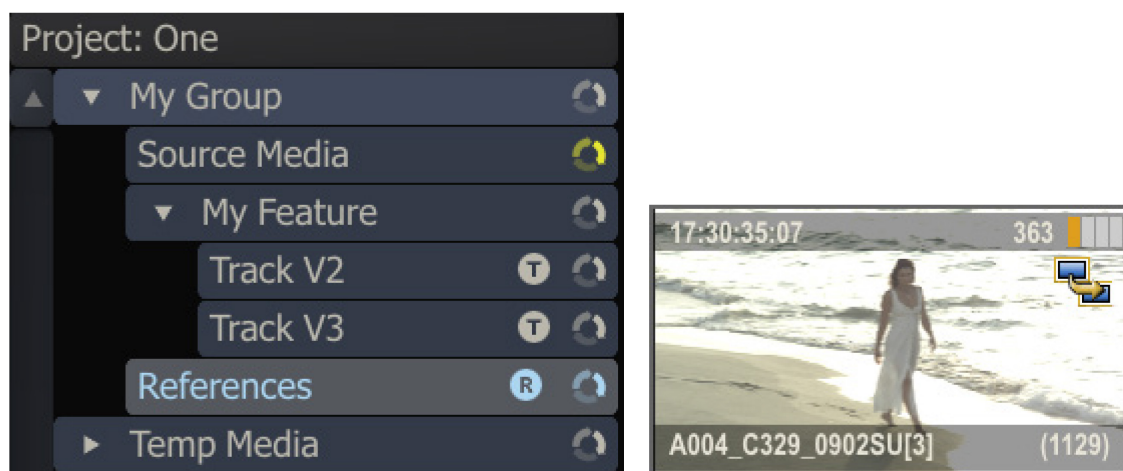 Project: One
My Group
Source Media
My Feature
Track V2 T
Track V3 T
References R
Temp Media
17:30:35:07 363
A004_C329_0902SU[3] (1129)